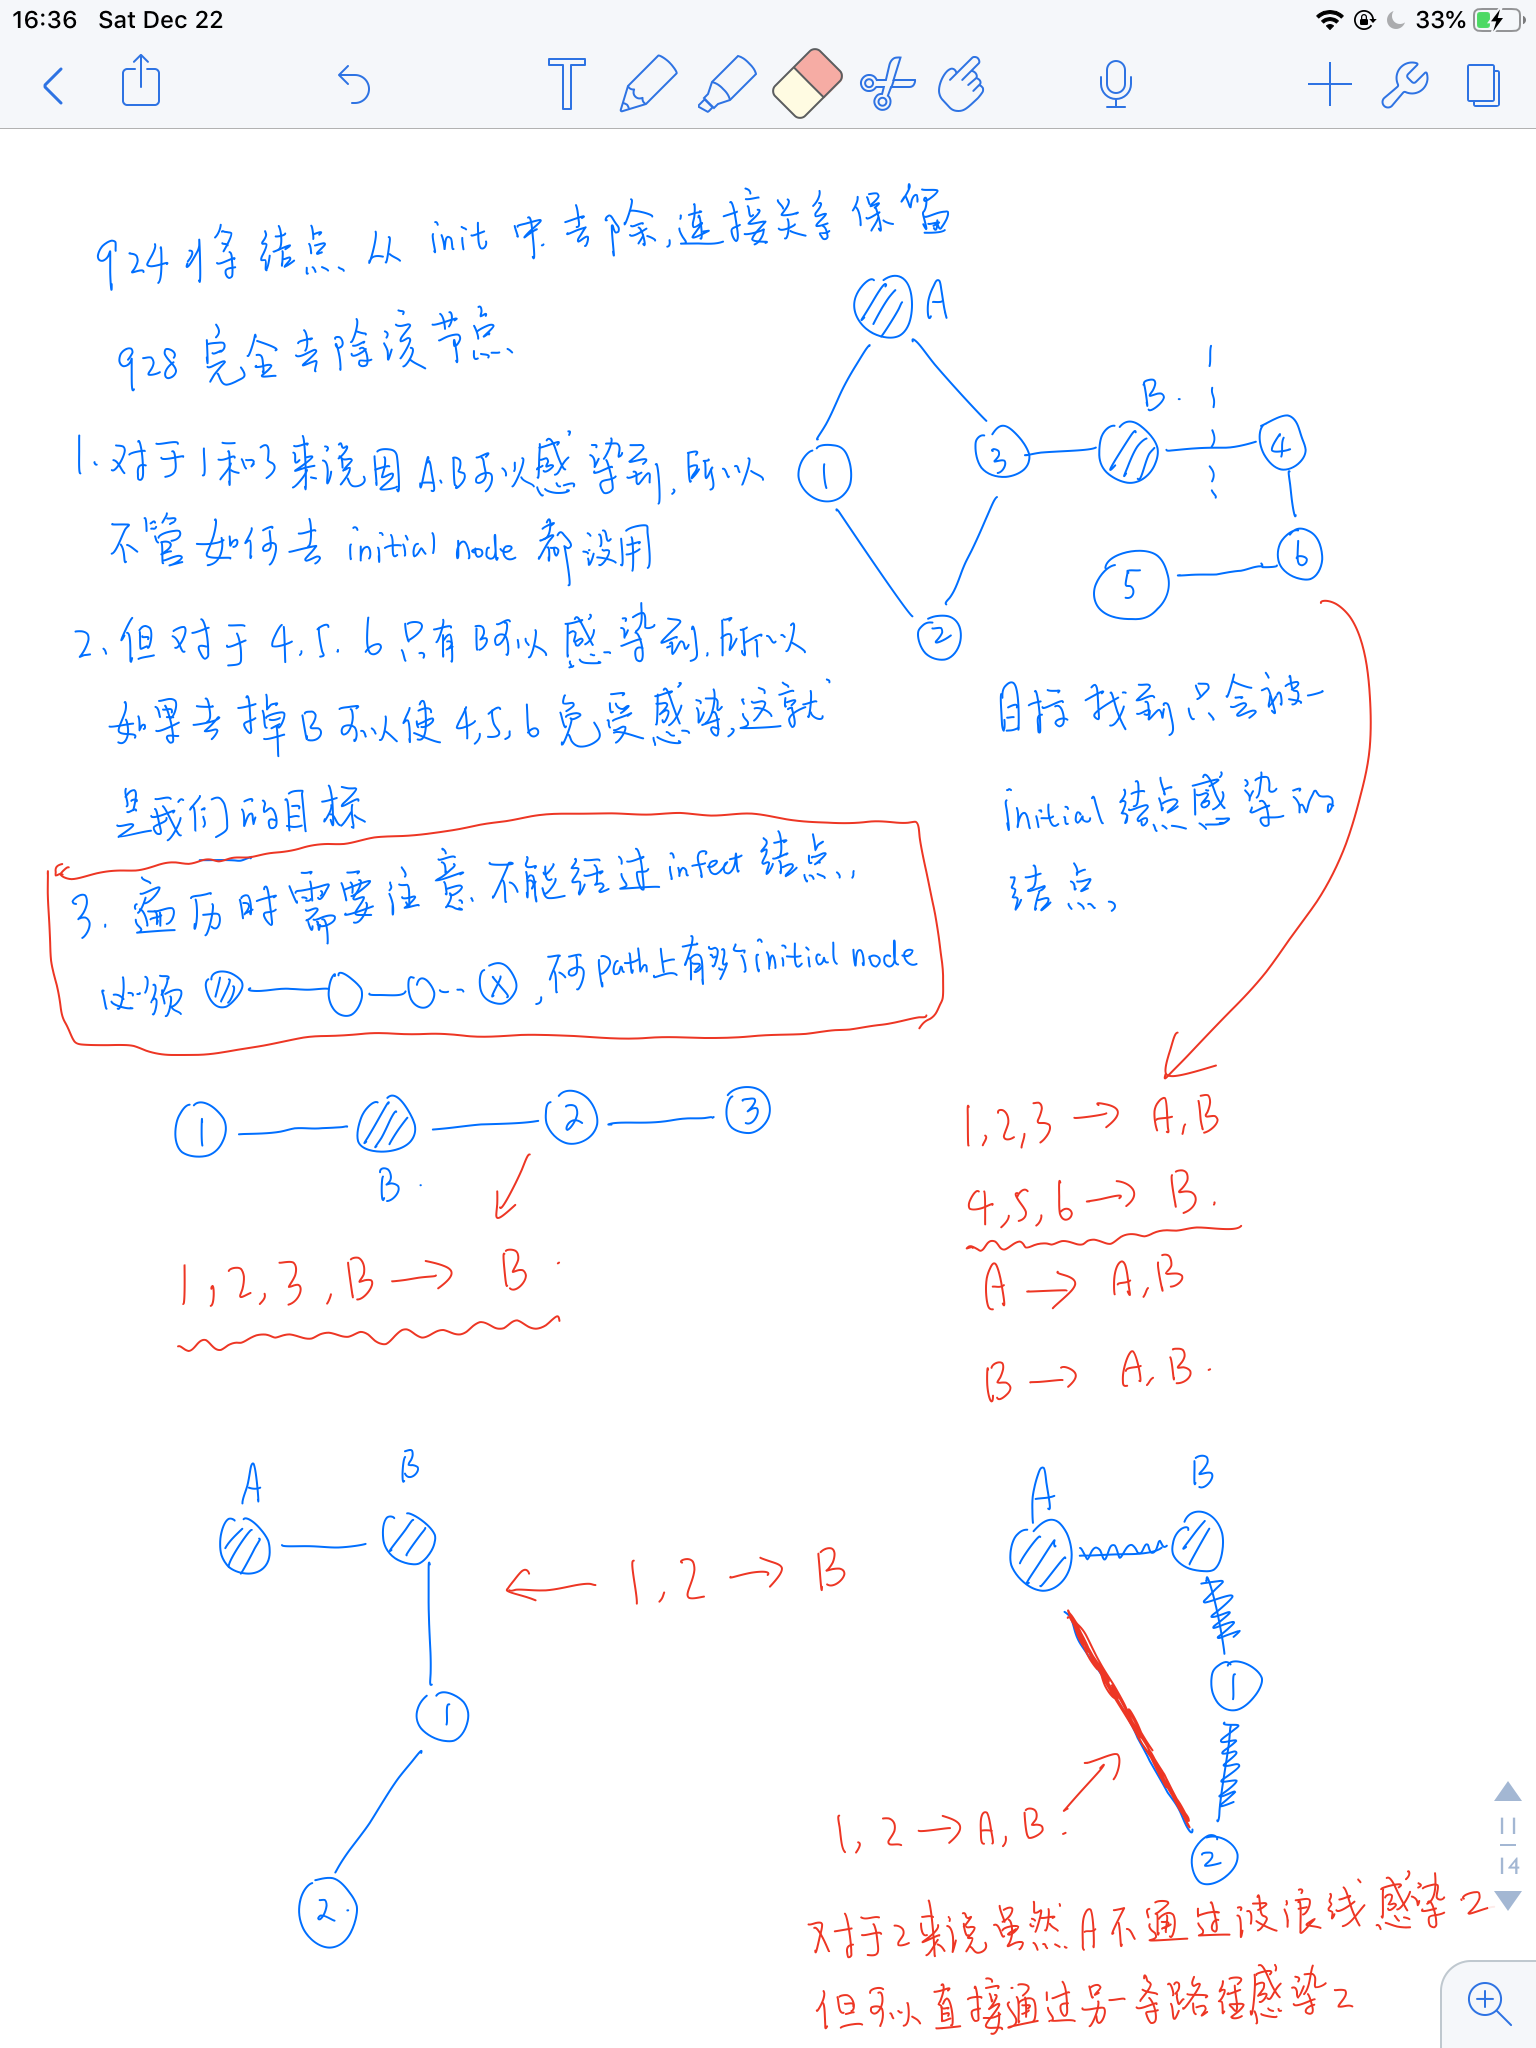 16:36 Sat Dec 22
33%
924 将结点从 init 中去除,连接关系保留
928 完全去除该节点
A
B.
1
3
4
2
5
6
1. 对于1和3来说因A.B可以感染到,所以
不管如何去 initial node 都没用
2、但对于 4,5.6只有B可以感染到.所以
如果去掉B可以使 4,5,6 免受感染,这就
是我们的目标
目标找到只会被一
initial 结点感染的
结点,
3. 遍历时需要注意 不能经过 infect 结点,
必须
X
,不可path上有多个initial node
1
2
3
B.
1,2,3 → A,B
4,5,6 → B.
A → A,B
B → A,B.
1,2,3,B → B.
A
B
1
2.
← 1,2 → B
A
B
1
2
1,2 → A,B.
对于2来说虽然A不通过波浪线感染2
但可以直接通过另一条路径感染2
11
14